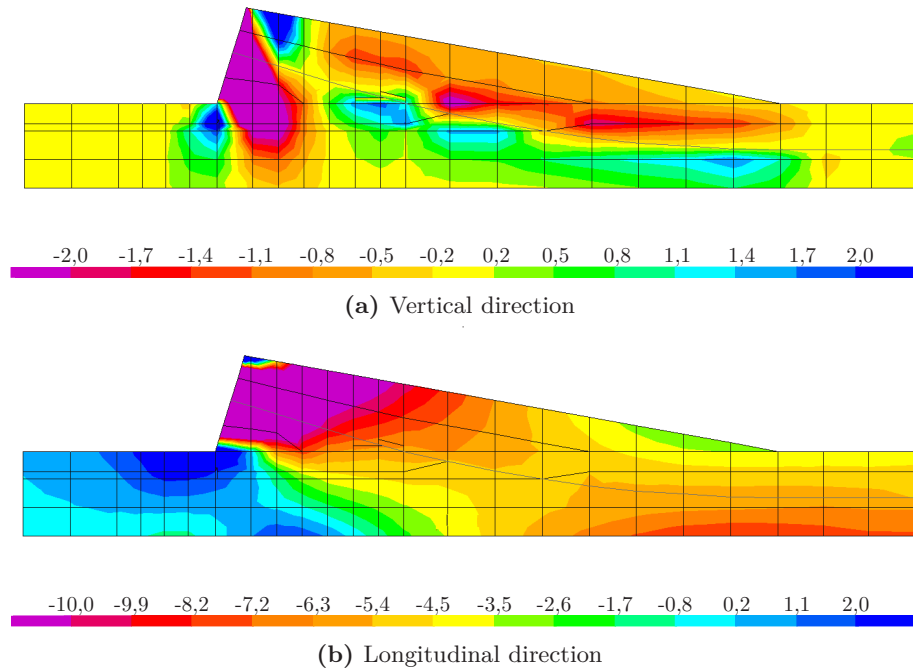 -2,0 -1,7 -1,4 -1,1 -0,8 -0,5 -0,2 0,2 0,5 0,8 1,1 1,4 1,7 2,0
(a) Vertical direction
-10,0 -9,9 -8,2 -7,2 -6,3 -5,4 -4,5 -3,5 -2,6 -1,7 -0,8 0,2 1,1 2,0
(b) Longitudinal direction